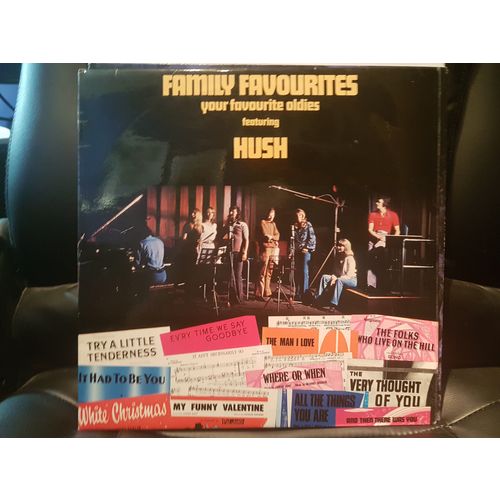 FAMILY FAVOURITES
your favourite oldies
featuring
HUSH
TRY A LITTLE
TENDERNESS
EV'RY TIME WE SAY
GOODBYE
THE MAN I LOVE
THE FOLKS
WHO LIVE ON THE HILL
IT HAD TO BE YOU
WHERE OR WHEN
THE
VERY THOUGHT
OF YOU
White Christmas
MY FUNNY VALENTINE
ALL THE THINGS
YOU ARE
AND THEN THERE WAS YOU